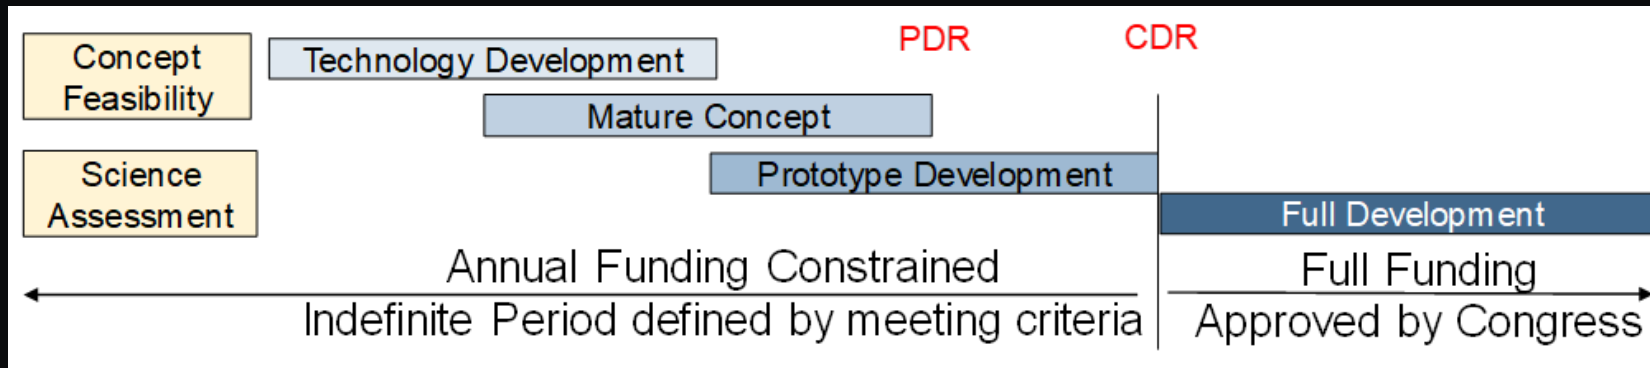 Concept
Feasibility
Technology Development
PDR
CDR
Mature Concept
Science
Assessment
Prototype Development
Full Development
Annual Funding Constrained
Indefinite Period defined by meeting criteria
Full Funding
Approved by Congress